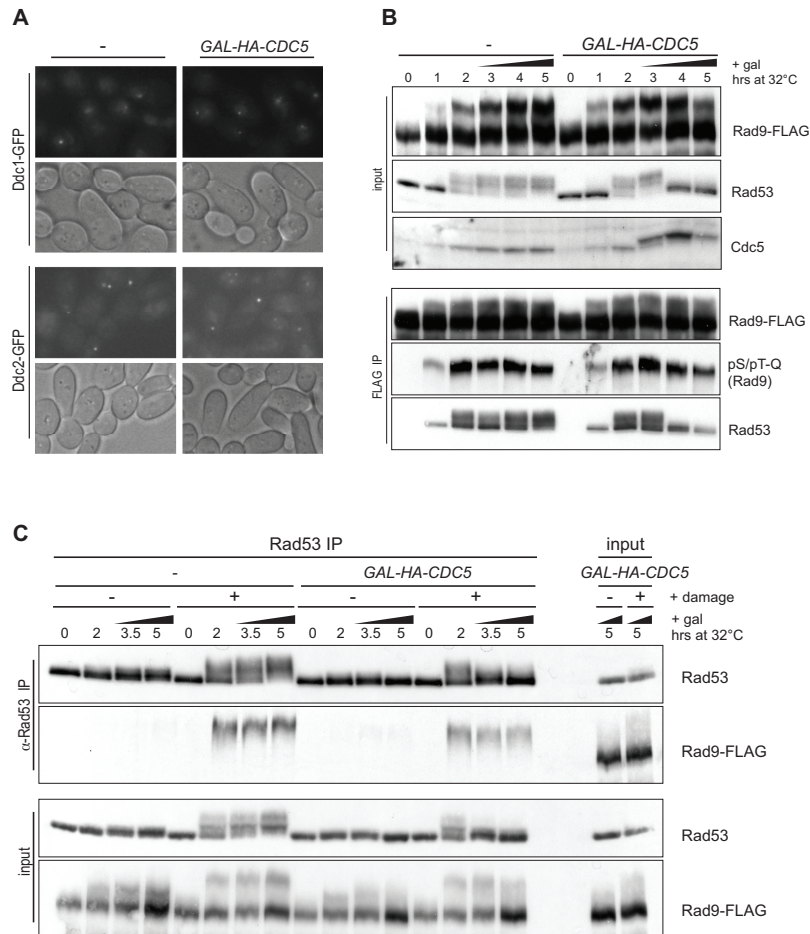 A
-
GAL-HA-CDC5
Ddc1-GFP
Ddc2-GFP
B
-
GAL-HA-CDC5
+ gal
0 1 2 3 4 5 0 1 2 3 4 5
hrs at 32°C
input
Rad9-FLAG
Rad53
Cdc5
FLAG IP
Rad9-FLAG
pS/pT-Q
(Rad9)
Rad53
C
Rad53 IP
input
-
GAL-HA-CDC5
GAL-HA-CDC5
- + - + - +
+ damage
+ gal
0 2 3.5 5 0 2 3.5 5 0 2 3.5 5 0 2 3.5 5 5 5
hrs at 32°C
α-Rad53 IP
Rad53
Rad9-FLAG
input
Rad53
Rad9-FLAG